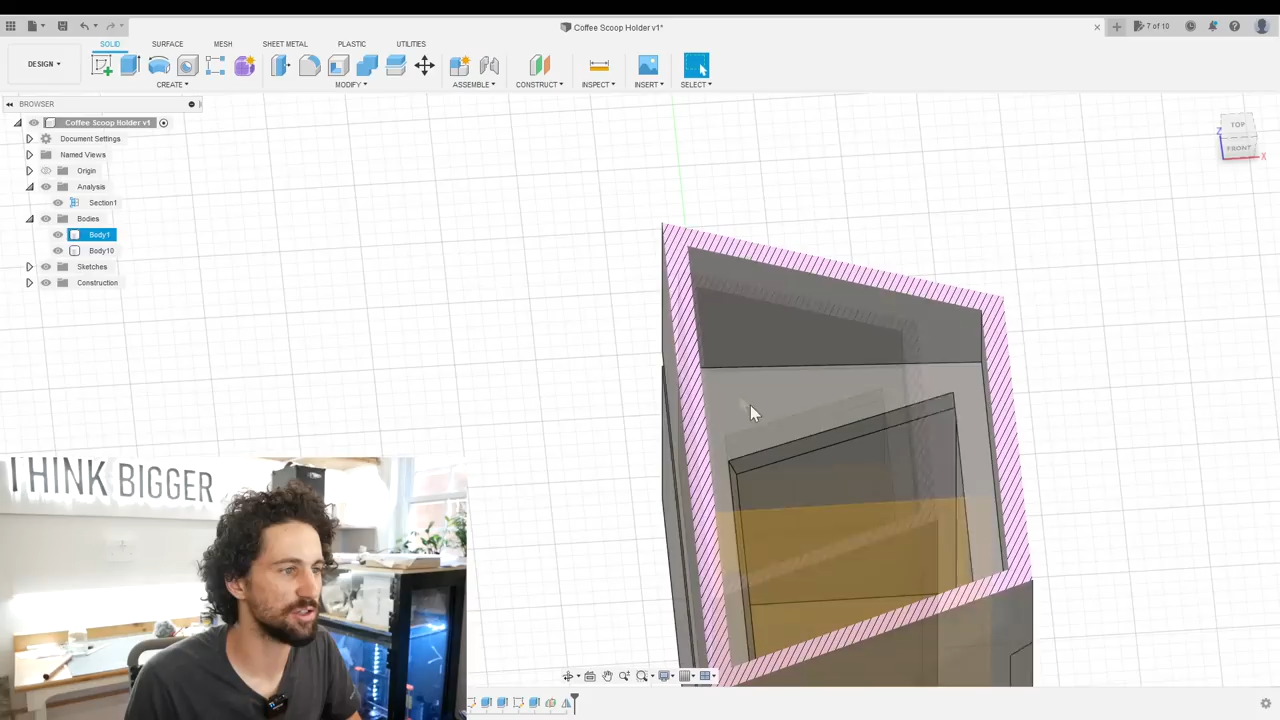 Coffee Scoop Holder v1*
7 of 10
SOLID SURFACE MESH SHEET METAL PLASTIC UTILITIES
DESIGN
CREATE MODIFY ASSEMBLE CONSTRUCT INSPECT INSERT SELECT
BROWSER
Coffee Scoop Holder v1
Document Settings
Named Views
Origin
Analysis
Section1
Bodies
Body1
Body10
Sketches
Construction
TOP
FRONT
Z
X
THINK BIGGER